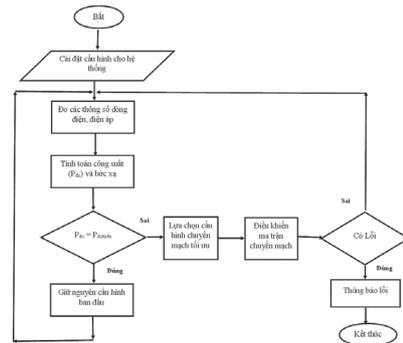 Bắt
Cài đặt cấu hình cho hệ
thống
Đo các thông số dòng
điện, điện áp
Tính toán công suất
(Pđo) và bức xạ
Sai
Sai
Lựa chọn cấu
hình chuyển
mạch tối ưu
Điều khiển
ma trận
chuyển mạch
Có Lỗi
Đúng
Đúng
Giữ nguyên cấu hình
ban đầu
Thông báo lỗi
Kết thúc